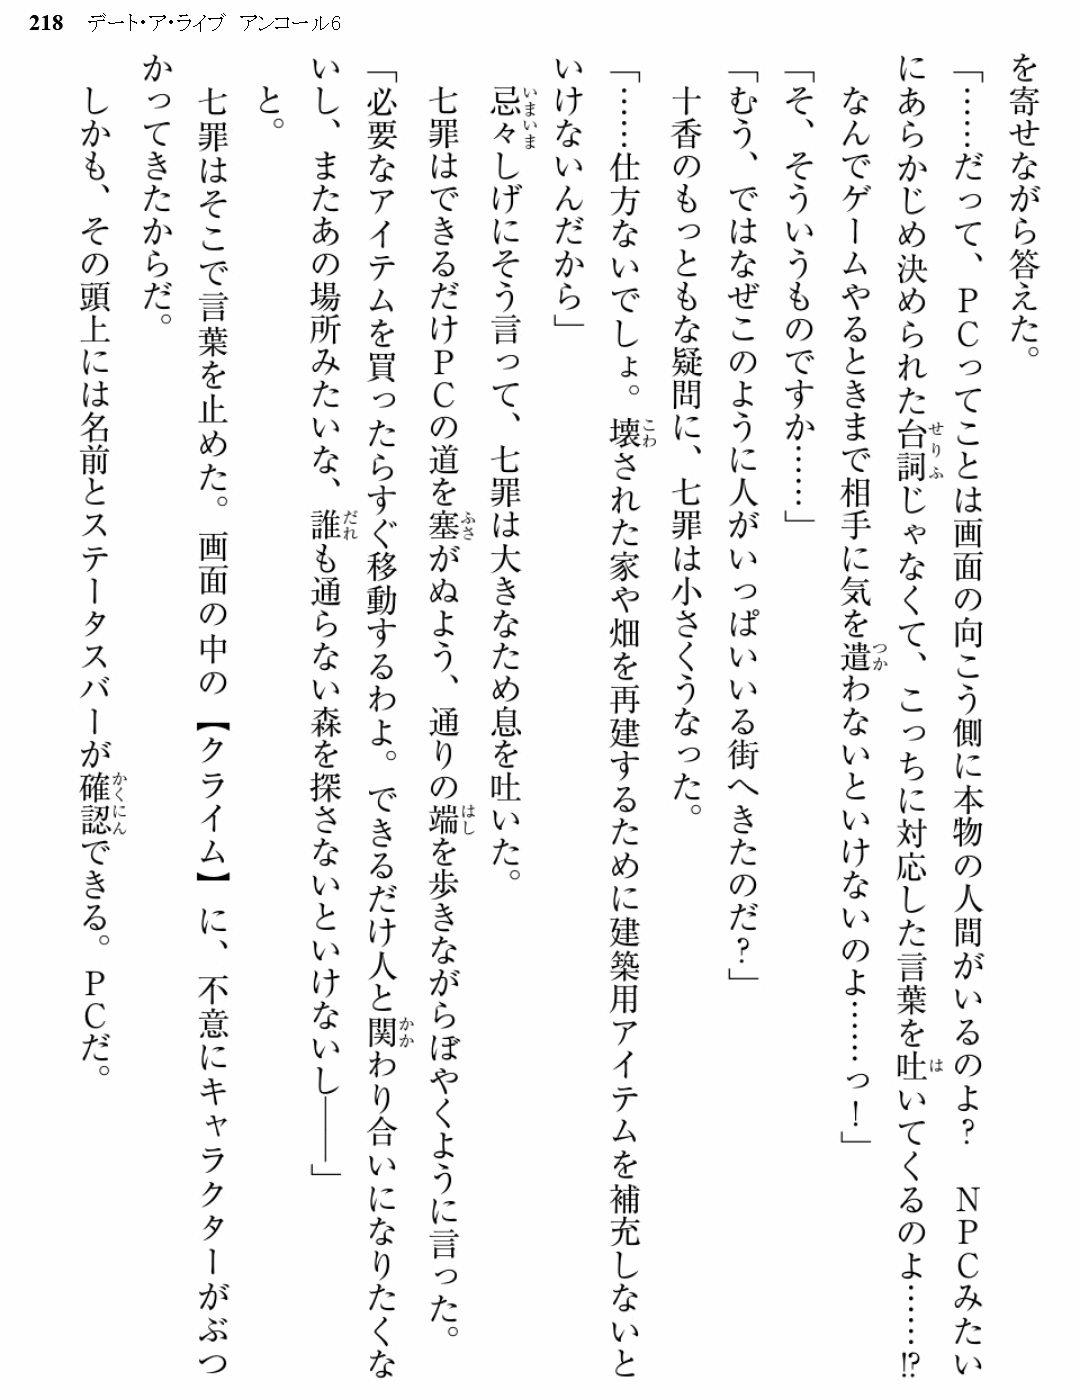 218　デート・ア・ライブ　アンコール6
を寄せながら答えた。
「……だって、ＰＣってことは画面の向こう側に本物の人間がいるのよ？　ＮＰＣみたい
にあらかじめ決められた台詞じゃなくて、こっちに対応した言葉を吐いてくるのよ……!?
なんでゲームやるときまで相手に気を遣わないといけないのよ……っ！」
「そ、そういうものですか……」
「むう、ではなぜこのように人がいっぱいいる街へきたのだ？」
　十香のもっともな疑問に、七罪は小さくうなった。
「……仕方ないでしょ。壊された家や畑を再建するために建築用アイテムを補充しないと
いけないんだから」
　忌々しげにそう言って、七罪は大きなため息を吐いた。
　七罪はできるだけＰＣの道を塞がぬよう、通りの端を歩きながらぼやくように言った。
「必要なアイテムを買ったらすぐ移動するわよ。できるだけ人と関わり合いになりたくな
いし、またあの場所みたいな、誰も通らない森を探さないといけないし――」
　と。
　七罪はそこで言葉を止めた。画面の中の【クライム】に、不意にキャラクターがぶつ
かってきたからだ。
　しかも、その頭上には名前とステータスバーが確認できる。ＰＣだ。